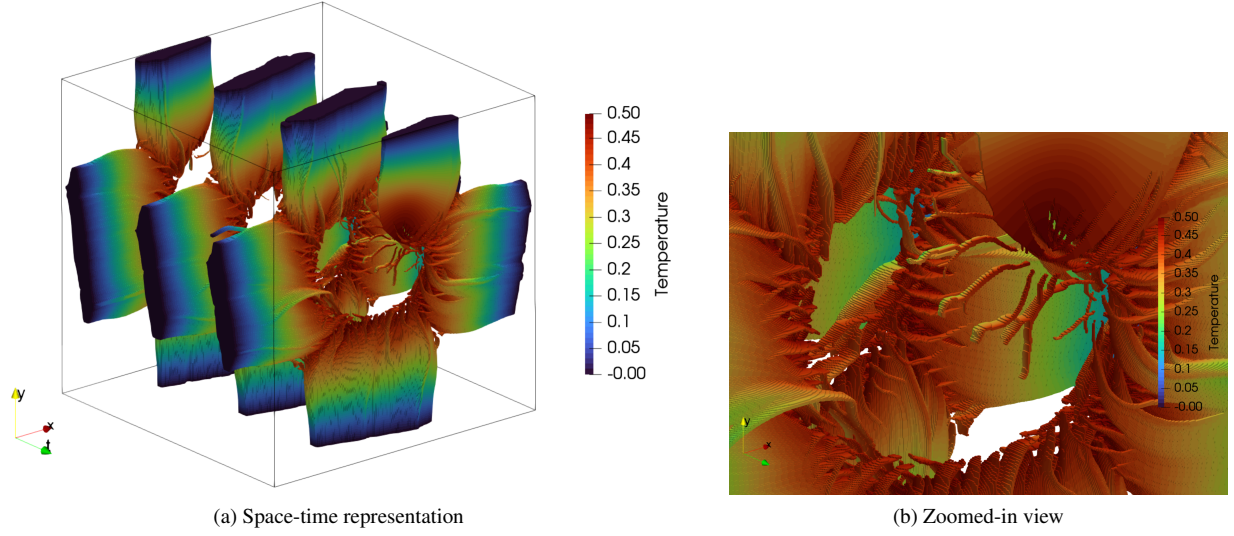 0.50
0.45
0.4
0.35
0.3
0.25
0.2
0.15
0.1
0.05
-0.00
Temperature
y
x
t
(a) Space-time representation
0.50
0.45
0.4
0.35
0.3
0.25
0.2
0.15
0.1
0.05
-0.00
Temperature
y
x
(b) Zoomed-in view